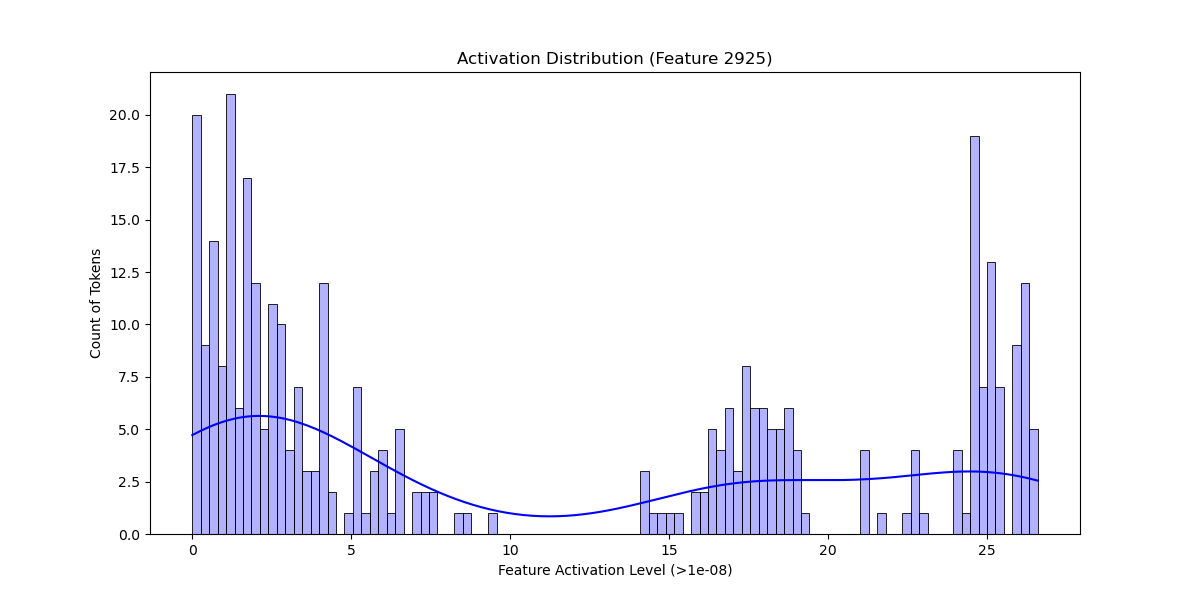 Activation Distribution (Feature 2925)
Count of Tokens
20.0
17.5
15.0
12.5
10.0
7.5
5.0
2.5
0.0
0 5 10 15 20 25
Feature Activation Level (>1e-08)